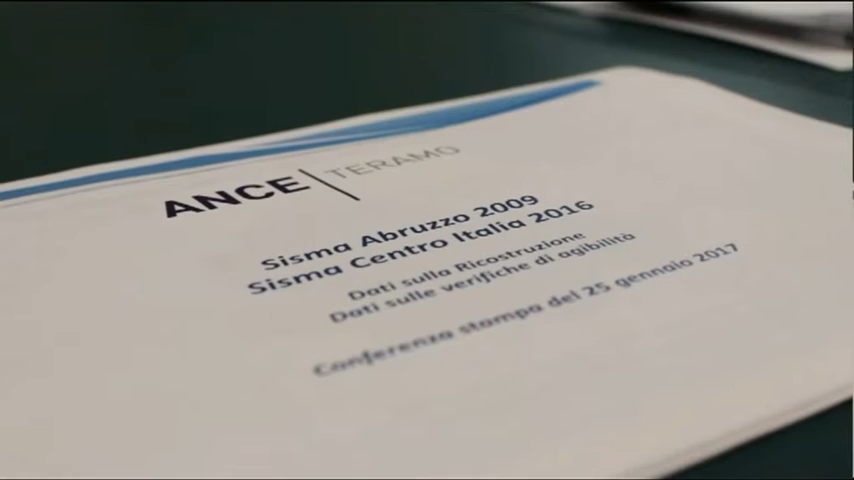 ANCE | TERAMO
Sisma Abruzzo 2009
Sisma Centro Italia 2016
Dati sulla Ricostruzione
Dati sulle verifiche di agibilità
Conferenza stampa del 25 gennaio 2017